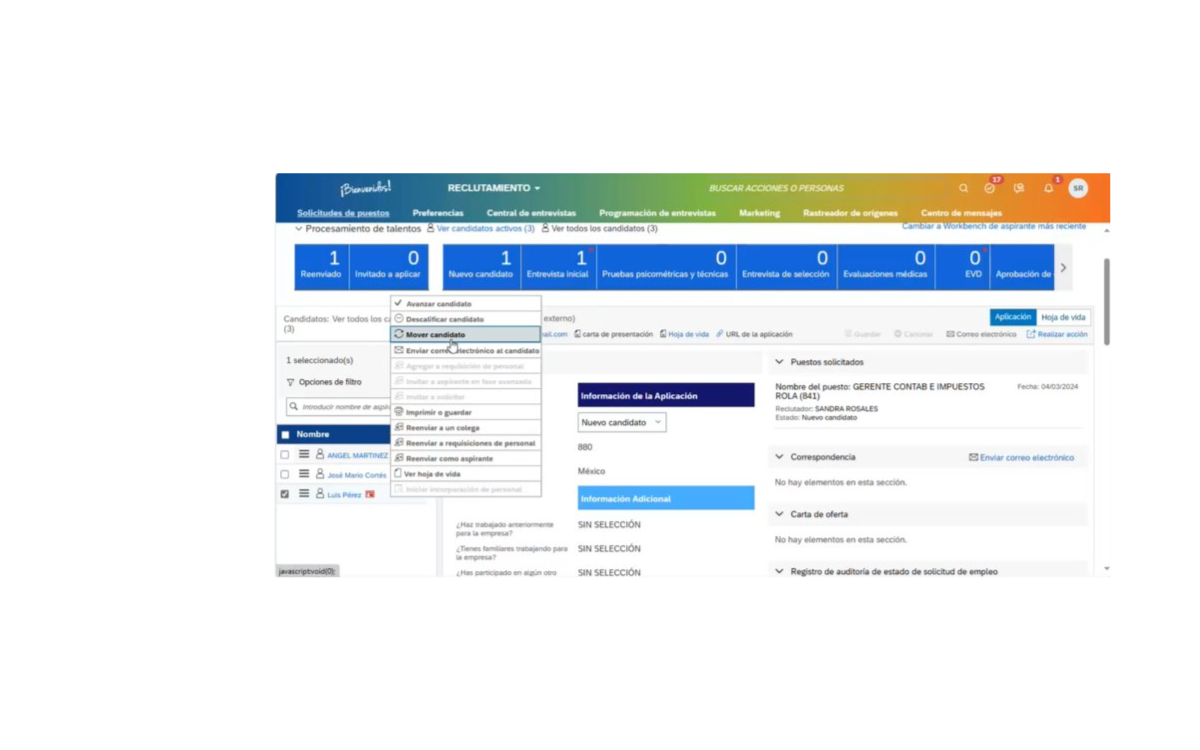 ¡Bienvenidos!
RECLUTAMIENTO
BUSCAR ACCIONES O PERSONAS
17
1
SR
Solicitudes de puestos
Preferencias
Central de entrevistas
Programación de entrevistas
Marketing
Rastreador de orígenes
Centro de mensajes
Procesamiento de talentos
Ver candidatos activos (3)
Ver todos los candidatos (3)
Cambiar a Workbench de aspirante más reciente
1
Reenviado
0
Invitado a aplicar
1
Nuevo candidato
1
Entrevista inicial
0
Pruebas psicométricas y técnicas
0
Entrevista de selección
0
Evaluaciones médicas
0
EVD
Aprobación de
Candidatos: Ver todos los ca
(3)
externo)
Aplicación
Hoja de vida
ail.com
carta de presentación
Hoja de vida
URL de la aplicación
Guardar
Cancelar
Correo electrónico
Realizar acción
Avanzar candidato
Descalificar candidato
Mover candidato
Enviar correo electrónico al candidato
Agregar a requisición de personal
Invitar a aspirante en fase avanzada
Invitar a solicitar
Imprimir o guardar
Reenviar a un colega
Reenviar a requisiciones de personal
Reenviar como aspirante
Ver hoja de vida
Iniciar incorporación de personal
1 seleccionado(s)
Opciones de filtro
Introducir nombre de aspir
Nombre
ANGEL MARTINEZ
José Mario Cortés
Luis Pérez
Información de la Aplicación
Nuevo candidato
880
México
Información Adicional
¿Haz trabajado anteriormente
para la empresa?
SIN SELECCIÓN
¿Tienes familiares trabajando para
la empresa?
SIN SELECCIÓN
¿Has participado en algún otro
SIN SELECCIÓN
Puestos solicitados
Nombre del puesto: GERENTE CONTAB E IMPUESTOS
ROLA (841)
Fecha: 04/03/2024
Reclutador: SANDRA ROSALES
Estado: Nuevo candidato
Correspondencia
Enviar correo electrónico
No hay elementos en esta sección.
Carta de oferta
No hay elementos en esta sección.
Registro de auditoría de estado de solicitud de empleo
javascript:void(0);